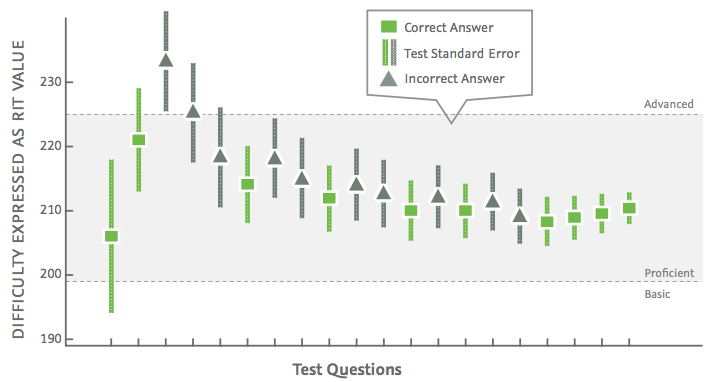 Correct Answer
Test Standard Error
Incorrect Answer
DIFFICULTY EXPRESSED AS RIT VALUE
230
220
210
200
190
Advanced
Proficient
Basic
Test Questions